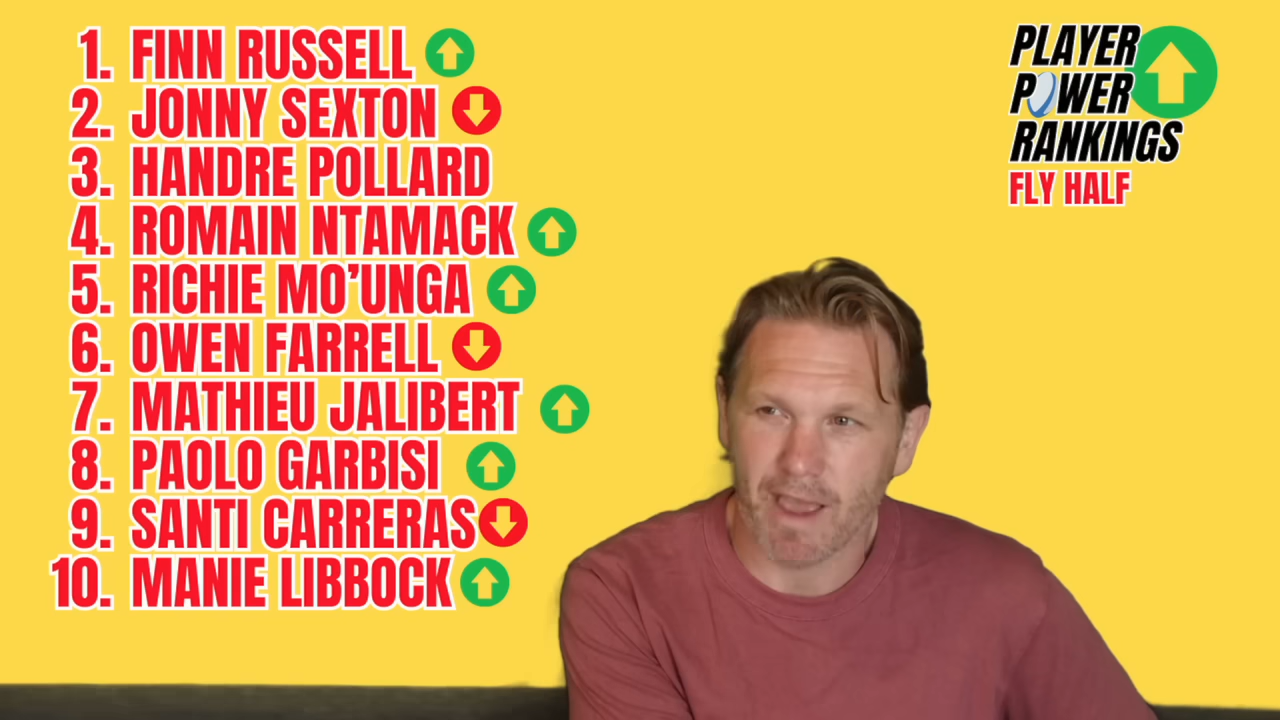 1. FINN RUSSELL
2. JONNY SEXTON
3. HANDRE POLLARD
4. ROMAIN NTAMACK
5. RICHIE MO'UNGA
6. OWEN FARRELL
7. MATHIEU JALIBERT
8. PAOLO GARBISI
9. SANTI CARRERAS
10. MANIE LIBBOCK
PLAYER
POWER
RANKINGS
FLY HALF